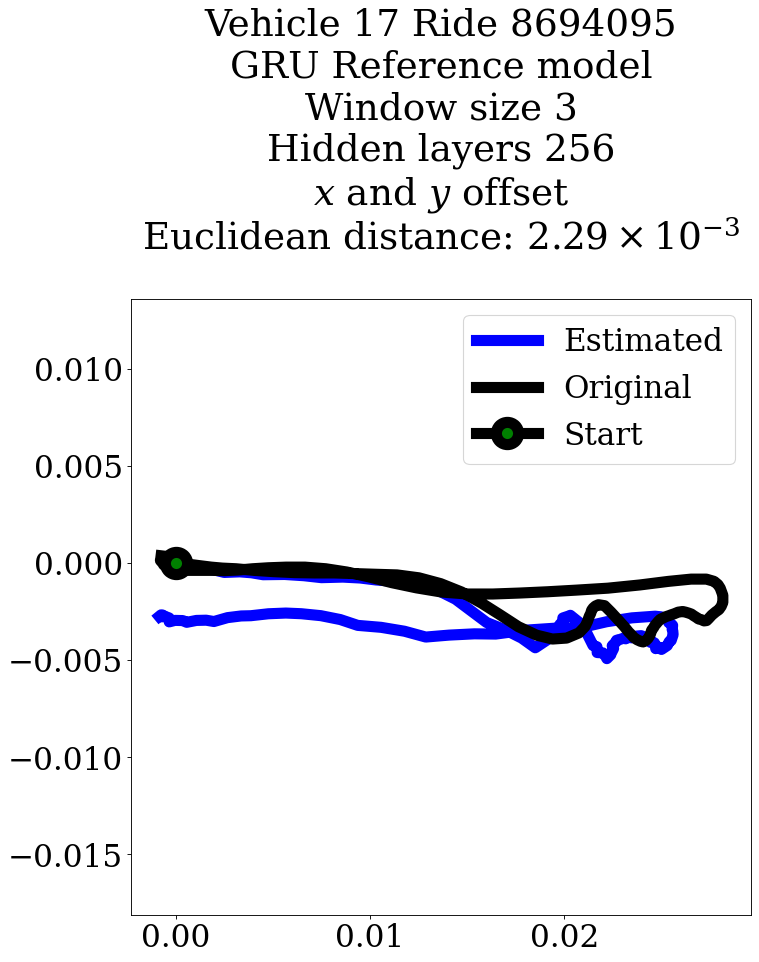 Vehicle 17 Ride 8694095
GRU Reference model
Window size 3
Hidden layers 256
x and y offset
Euclidean distance: 2.29 × 10⁻³
Estimated
Original
Start
0.010
0.005
0.000
−0.005
−0.010
−0.015
0.00 0.01 0.02